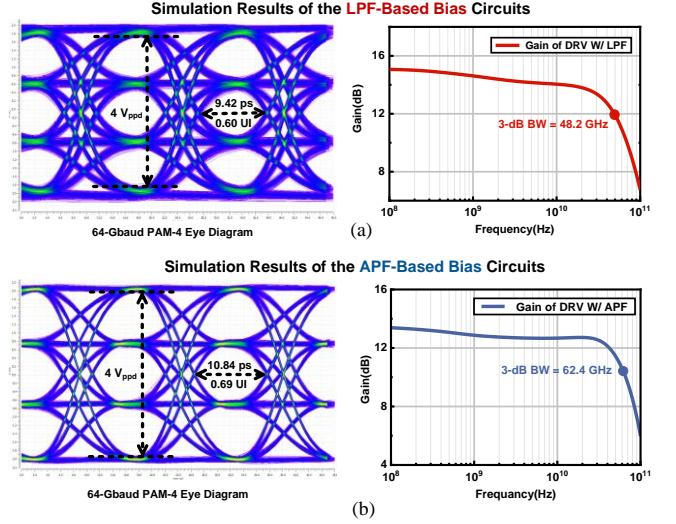 Simulation Results of the LPF-Based Bias Circuits
4 Vppd
9.42 ps
0.60 UI
64-Gbaud PAM-4 Eye Diagram
Gain(dB)
16
12
8
Gain of DRV W/ LPF
3-dB BW = 48.2 GHz
10^8
10^9
10^10
10^11
Frequency(Hz)
(a)
Simulation Results of the APF-Based Bias Circuits
4 Vppd
10.84 ps
0.69 UI
64-Gbaud PAM-4 Eye Diagram
Gain(dB)
16
12
8
4
Gain of DRV W/ APF
3-dB BW = 62.4 GHz
10^8
10^9
10^10
10^11
Frequency(Hz)
(b)